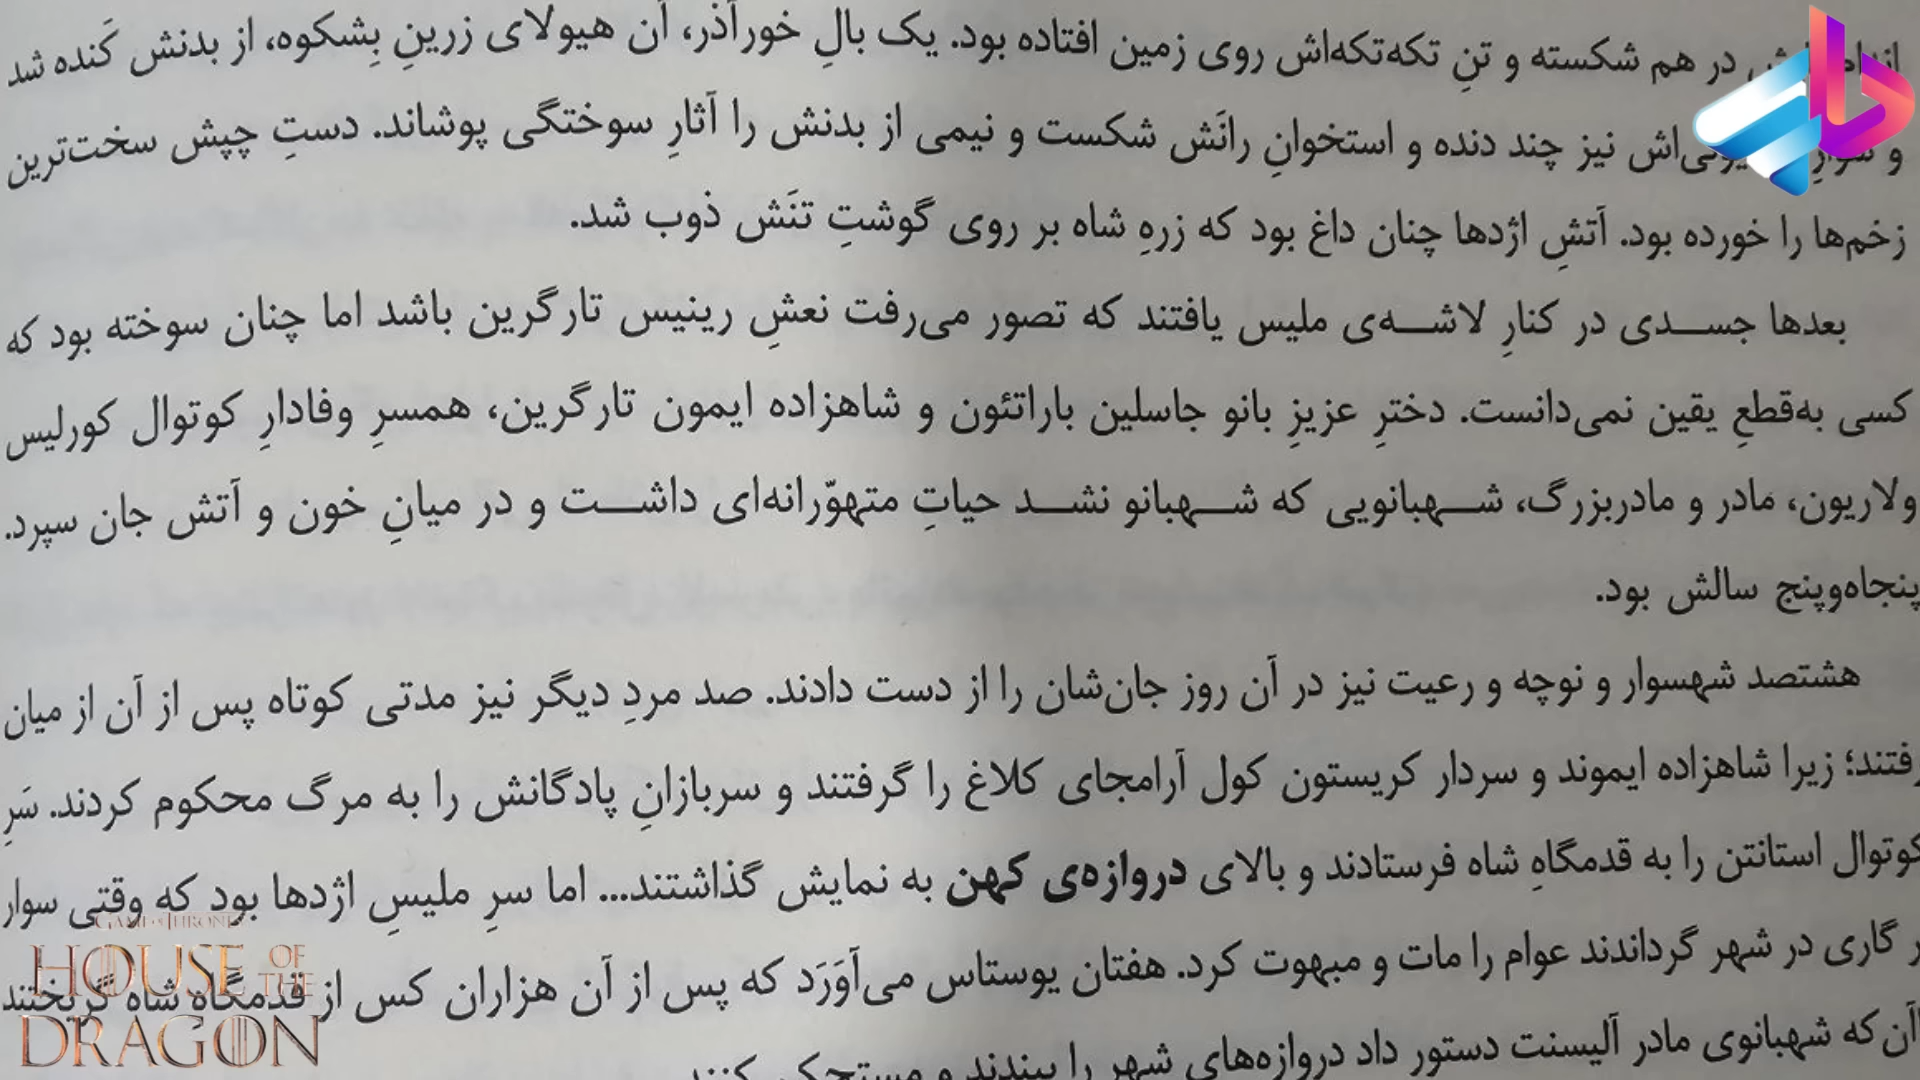 در هم شکسته و تنِ تکه‌تکه‌اش روی زمین افتاده بود. یک بالِ خورآذر، آن هیولای زرینِ بِشکوه، از بدنش کَنده شد
و نیز چند دنده و استخوانِ رانَش شکست و نیمی از بدنش را آثارِ سوختگی پوشاند. دستِ چپش سخت‌ترین
زخم‌ها را خورده بود. آتشِ اژدها چنان داغ بود که زرهِ شاه بر روی گوشتِ تنَش ذوب شد.
بعدها جسدی در کنارِ لاشه‌ی ملیس یافتند که تصور می‌رفت نعشِ رینیس تارگرین باشد اما چنان سوخته بود که
کسی به‌قطعِ یقین نمی‌دانست. دخترِ عزیزِ بانو جاسلین باراتئون و شاهزاده ایمون تارگرین، همسرِ وفادارِ کوتوال کورلیس
ولاریون، مادر و مادربزرگ، شهبانویی که شهبانو نشد حیاتِ متهوّرانه‌ای داشت و در میانِ خون و آتش جان سپرد.
پنجاه‌وپنج سالش بود.
هشتصد شهسوار و نوچه و رعیت نیز در آن روز جان‌شان را از دست دادند. صد مردِ دیگر نیز مدتی کوتاه پس از آن از میان
رفتند؛ زیرا شاهزاده ایموند و سردار کریستون کول آرامجای کلاغ را گرفتند و سربازانِ پادگانش را به مرگ محکوم کردند. سَرِ
کوتوال استانتن را به قدمگاهِ شاه فرستادند و بالای دروازه‌ی کهن به نمایش گذاشتند... اما سرِ ملیسِ اژدها بود که وقتی سوار
بر گاری در شهر گرداندند عوام را مات و مبهوت کرد. هفتان یوستاس می‌آوَرَد که پس از آن هزاران کس از قدمگاه شاه گریختند
آن‌که شهبانوی مادر آلیسنت دستور داد دروازه‌های شهر را ببندند و مستحکم کنند.
GAME OF THRONES
HOUSE OF THE
DRAGON